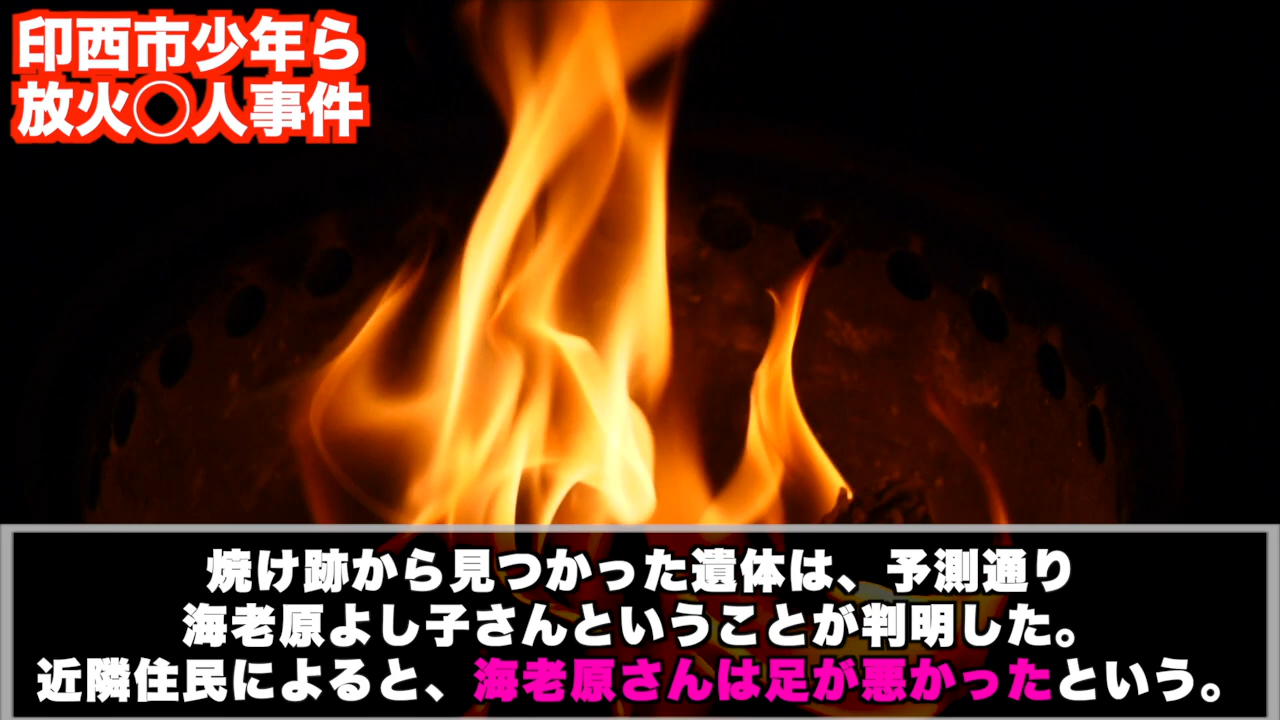 印西市少年ら
放火◯人事件
焼け跡から見つかった遺体は、予測通り
海老原よし子さんということが判明した。
近隣住民によると、海老原さんは足が悪かったという。